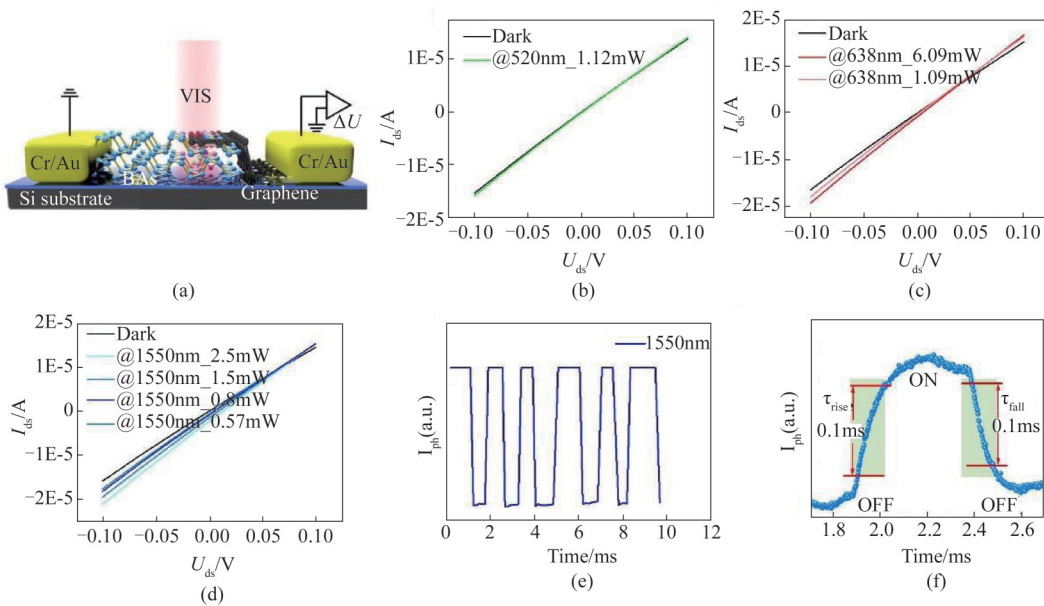 VIS
ΔU
Cr/Au
Cr/Au
BAs
Graphene
Si substrate
(a)
Dark
@520nm_1.12mW
1E-5
0
-1E-5
-2E-5
I_ds/A
-0.10
-0.05
0.00
0.05
0.10
U_ds/V
(b)
2E-5
Dark
@638nm_6.09mW
@638nm_1.09mW
1E-5
0
-1E-5
-2E-5
I_ds/A
-0.10
-0.05
0.00
0.05
0.10
U_ds/V
(c)
2E-5
Dark
@1550nm_2.5mW
@1550nm_1.5mW
@1550nm_0.8mW
@1550nm_0.57mW
1E-5
0
-1E-5
-2E-5
I_ds/A
-0.10
-0.05
0.00
0.05
0.10
U_ds/V
(d)
1550nm
I_ph(a.u.)
0
2
4
6
8
10
12
Time/ms
(e)
ON
τ_rise
0.1ms
τ_fall
0.1ms
OFF
OFF
I_ph(a.u.)
1.8
2.0
2.2
2.4
2.6
Time/ms
(f)